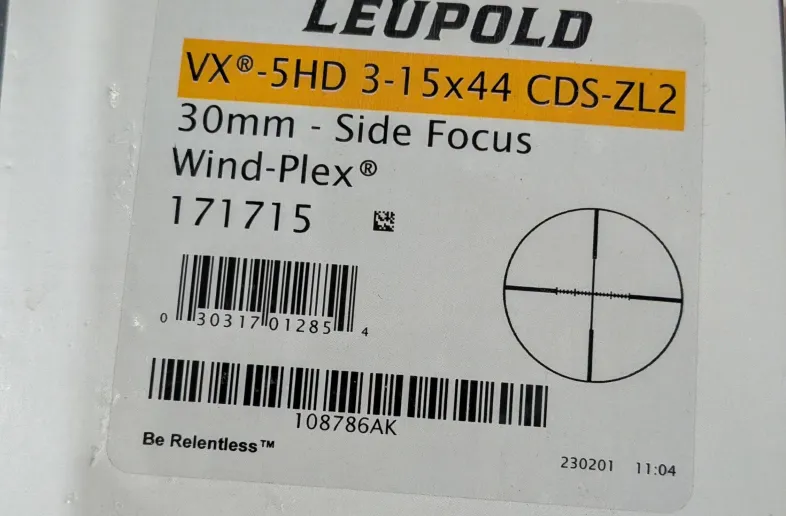 LEUPOLD
VX®-5HD 3-15x44 CDS-ZL2
30mm - Side Focus
Wind-Plex®
171715
0 30317 01285 4
108786AK
Be Relentless™
230201 11:04